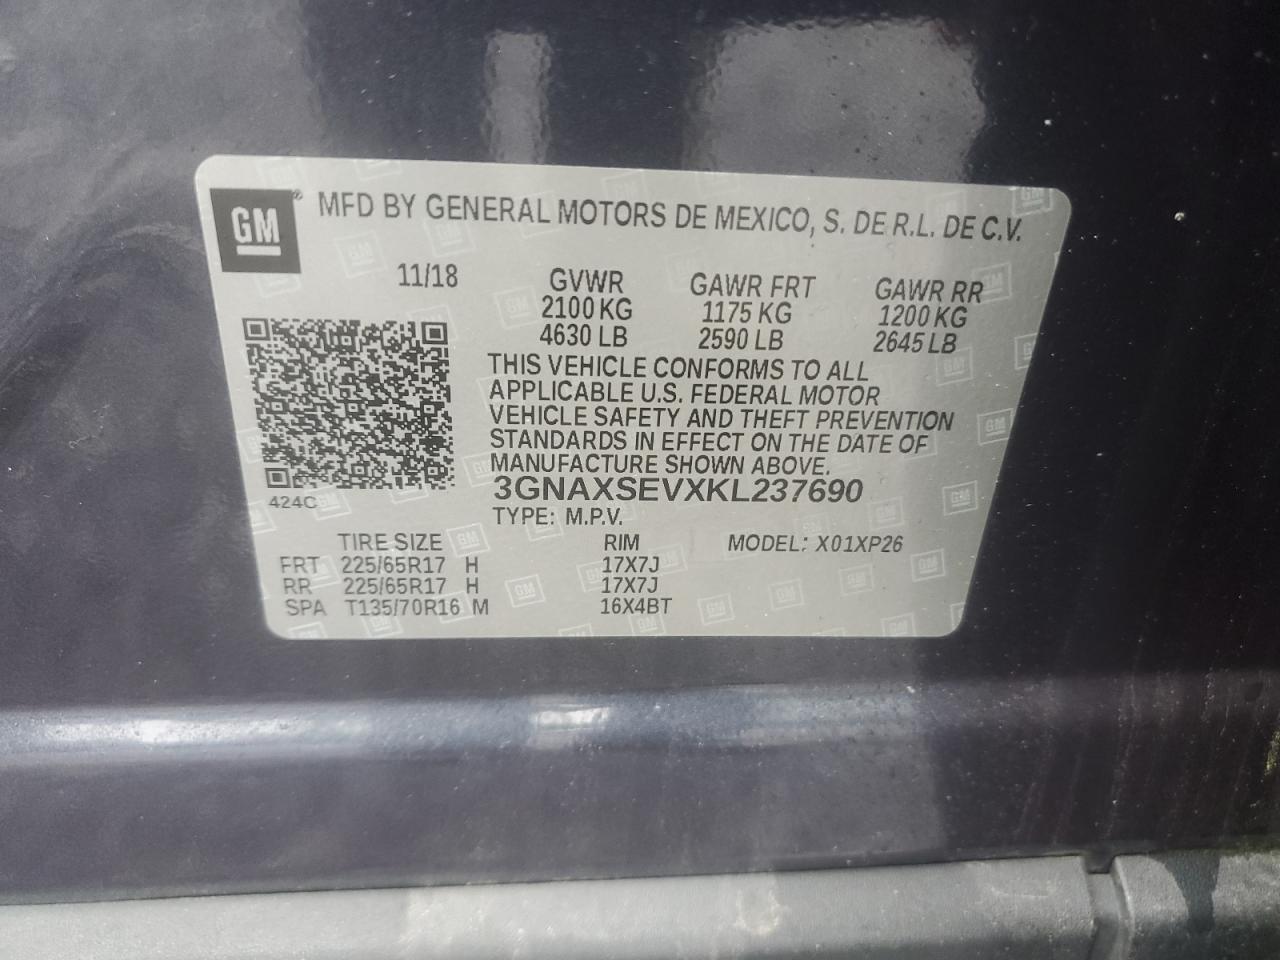 GM® MFD BY GENERAL MOTORS DE MEXICO, S. DE R.L. DE C.V.
11/18 GVWR GAWR FRT GAWR RR
2100 KG 1175 KG 1200 KG
4630 LB 2590 LB 2645 LB
THIS VEHICLE CONFORMS TO ALL
APPLICABLE U.S. FEDERAL MOTOR
VEHICLE SAFETY AND THEFT PREVENTION
STANDARDS IN EFFECT ON THE DATE OF
MANUFACTURE SHOWN ABOVE.
3GNAXSEVXKL237690
424C
TYPE: M.P.V.
TIRE SIZE RIM MODEL: X01XP26
FRT 225/65R17 H 17X7J
RR 225/65R17 H 17X7J
SPA T135/70R16 M 16X4BT